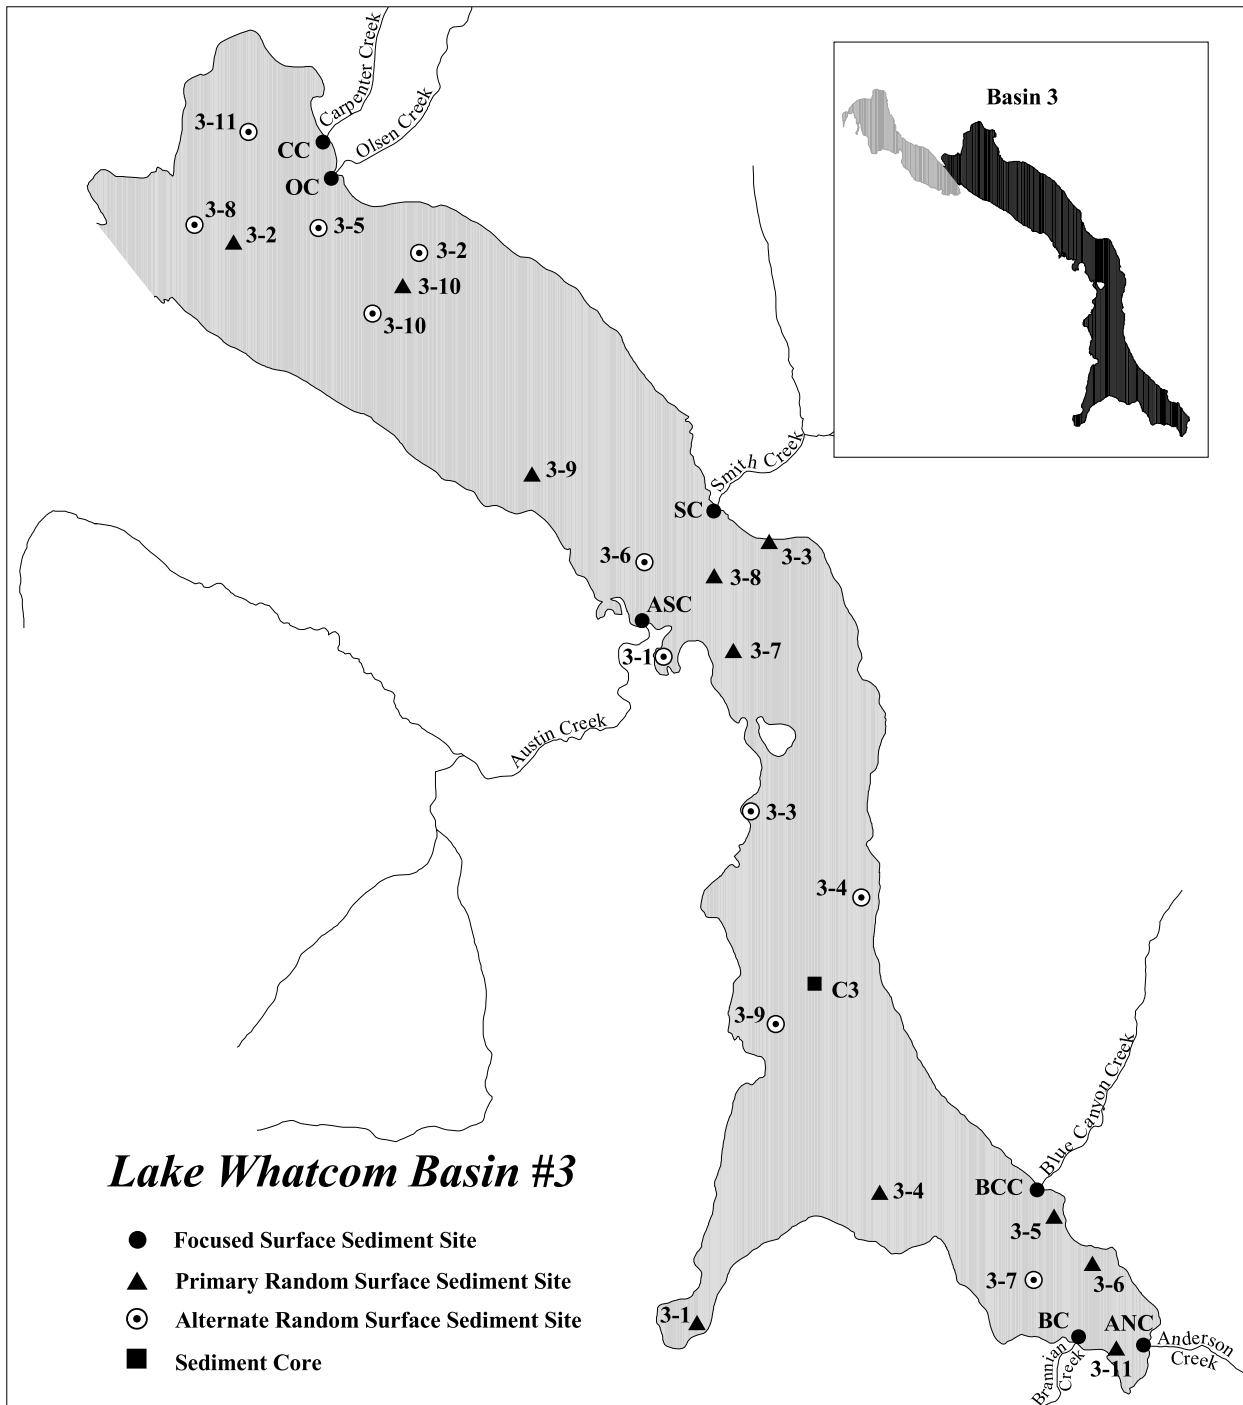 Carpenter Creek
Olsen Creek
Basin 3
3-11
CC
OC
3-8
3-2
3-5
3-2
3-10
3-10
Smith Creek
3-9
SC
3-3
3-6
3-8
ASC
3-1
3-7
Austin Creek
3-3
3-4
C3
3-9
Blue Canyon Creek
Lake Whatcom Basin #3
BCC
3-4
3-5
3-6
3-7
3-1
BC
ANC
Anderson
Creek
Brannian
Creek
3-11
Focused Surface Sediment Site
Primary Random Surface Sediment Site
Alternate Random Surface Sediment Site
Sediment Core